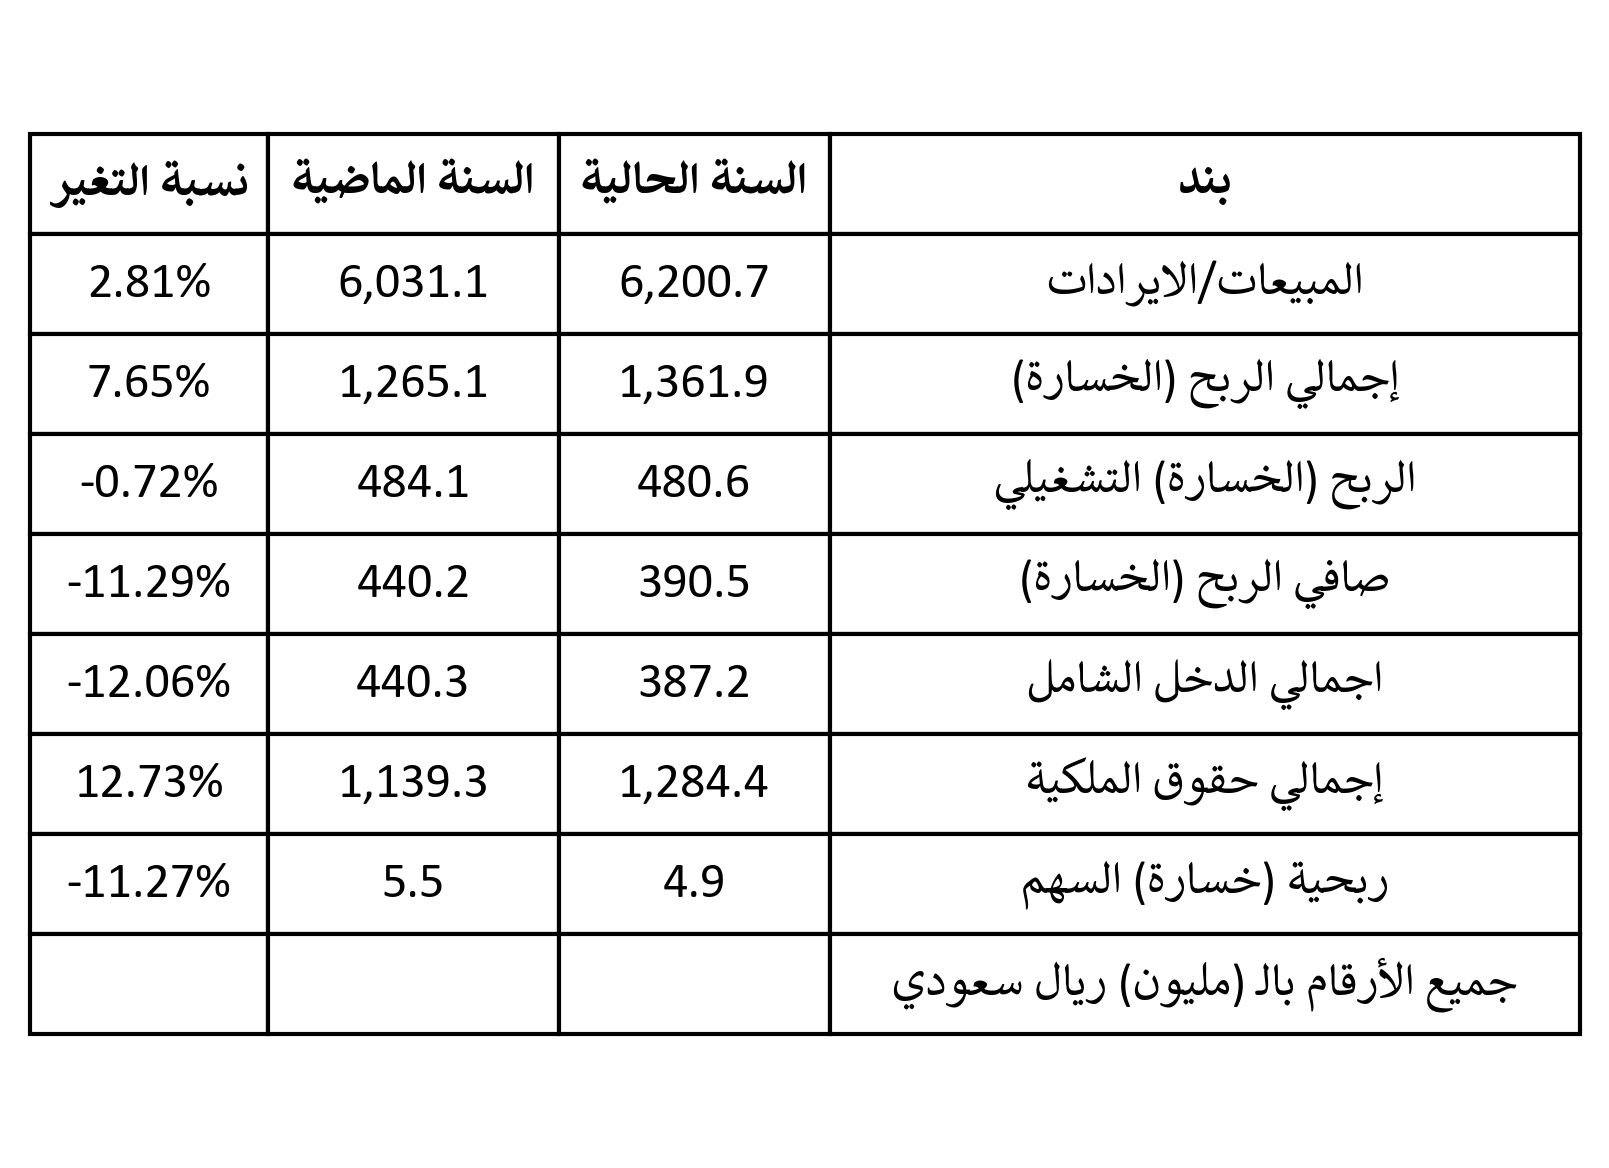 بند السنة الحالية السنة الماضية نسبة التغير
المبيعات/الايرادات 6,200.7 6,031.1 2.81%
إجمالي الربح (الخسارة) 1,361.9 1,265.1 7.65%
الربح (الخسارة) التشغيلي 480.6 484.1 -0.72%
صافي الربح (الخسارة) 390.5 440.2 -11.29%
اجمالي الدخل الشامل 387.2 440.3 -12.06%
إجمالي حقوق الملكية 1,284.4 1,139.3 12.73%
ربحية (خسارة) السهم 4.9 5.5 -11.27%
جميع الأرقام بالـ (مليون) ريال سعودي